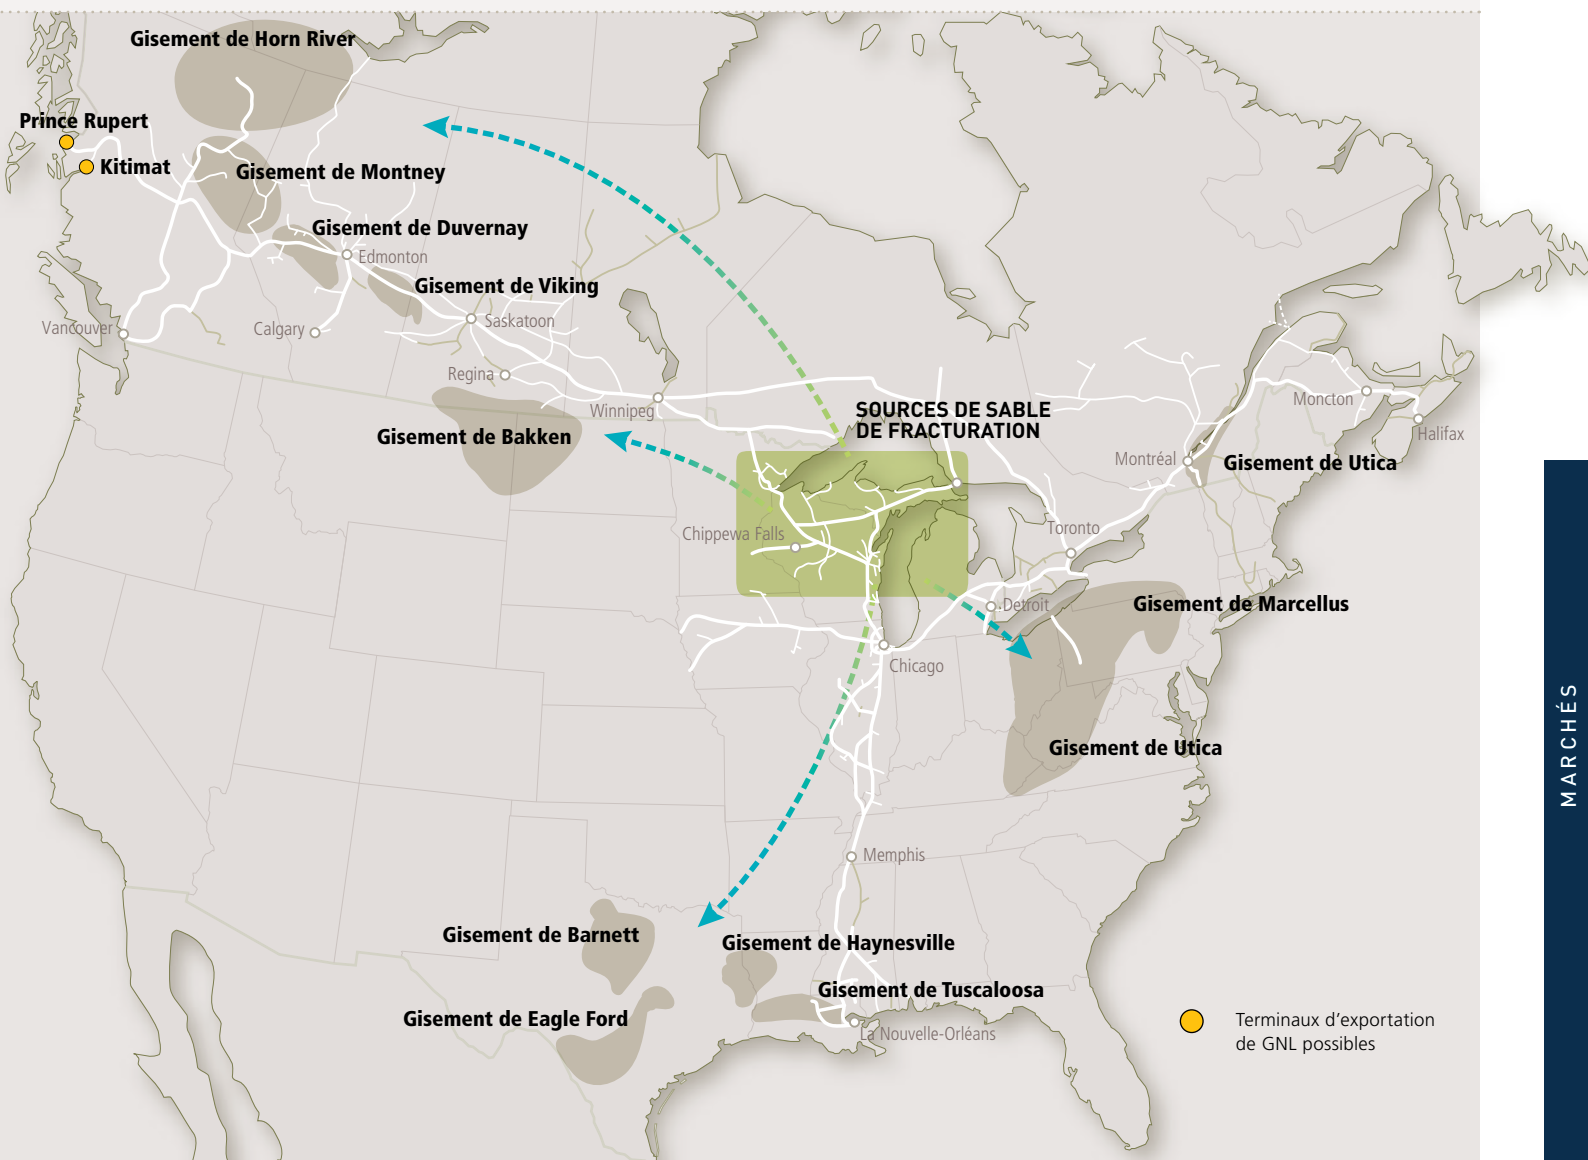 Gisement de Horn River
Prince Rupert
Kitimat
Gisement de Montney
Gisement de Duvernay
Edmonton
Gisement de Viking
Vancouver
Calgary
Saskatoon
Regina
Winnipeg
Gisement de Bakken
SOURCES DE SABLE
DE FRACTURATION
Moncton
Halifax
Montréal
Gisement de Utica
Chippewa Falls
Toronto
Detroit
Gisement de Marcellus
Chicago
Gisement de Utica
Memphis
Gisement de Barnett
Gisement de Haynesville
Gisement de Tuscaloosa
Gisement de Eagle Ford
La Nouvelle-Orléans
Terminaux d’exportation
de GNL possibles
MARCHÉS